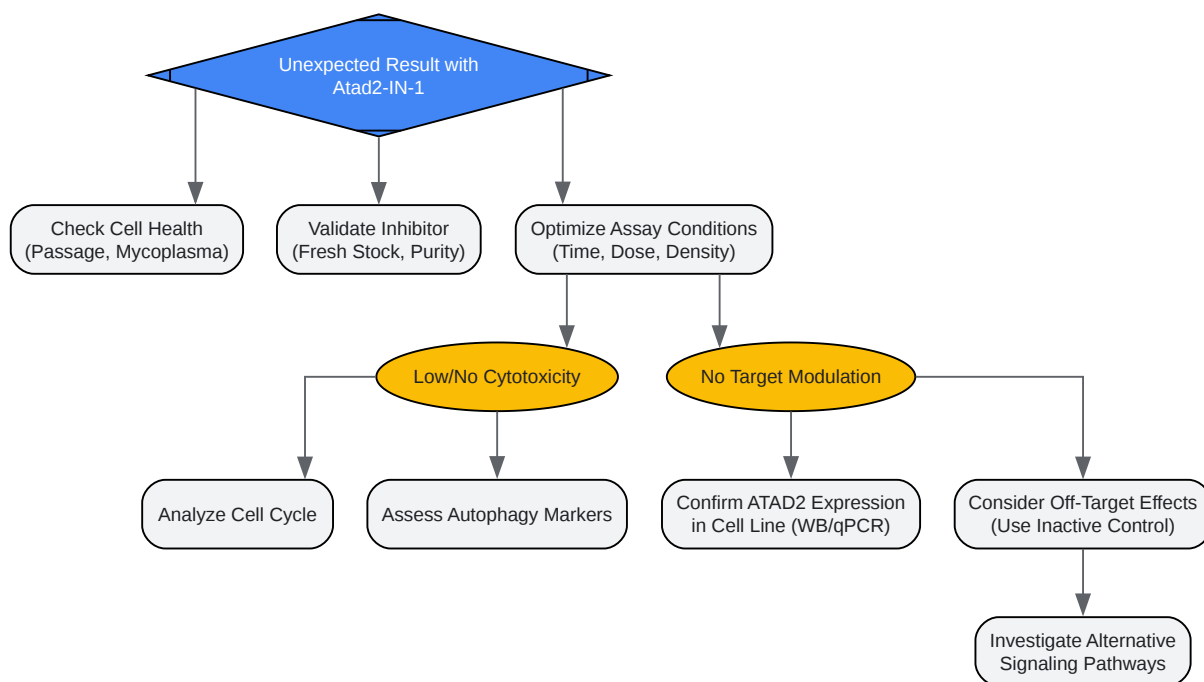 Unexpected Result with
Atad2-IN-1
Check Cell Health
(Passage, Mycoplasma)
Validate Inhibitor
(Fresh Stock, Purity)
Optimize Assay Conditions
(Time, Dose, Density)
Low/No Cytotoxicity
No Target Modulation
Analyze Cell Cycle
Assess Autophagy Markers
Confirm ATAD2 Expression
in Cell Line (WB/qPCR)
Consider Off-Target Effects
(Use Inactive Control)
Investigate Alternative
Signaling Pathways